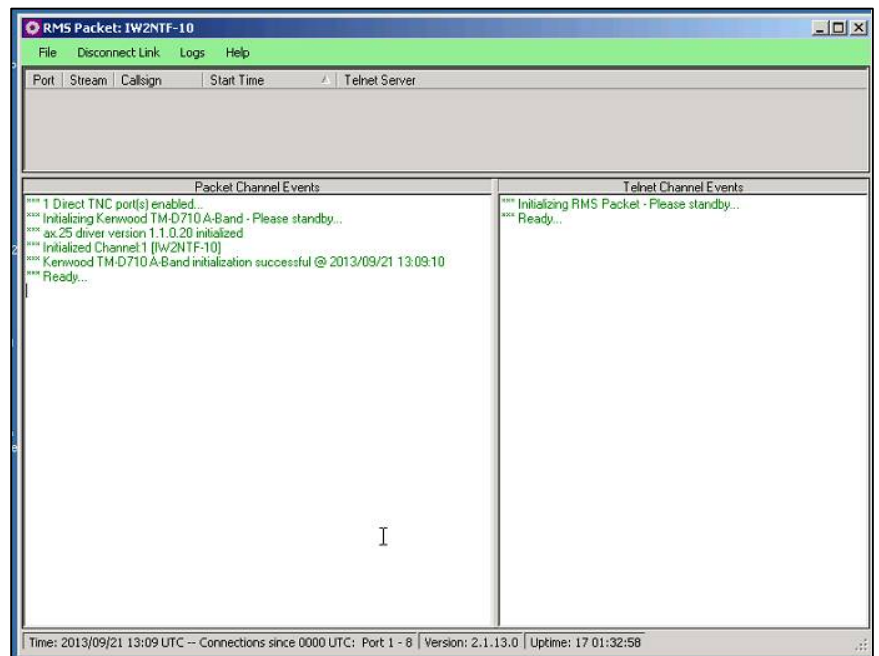 RMS Packet: IW2NTF-10
File Disconnect Link Logs Help
Port Stream Callsign Start Time Telnet Server
Packet Channel Events
*** 1 Direct TNC port(s) enabled...
*** Initializing Kenwood TM-D710 A-Band - Please standby...
*** ax.25 driver version 1.1.0.20 initialized
*** Initialized Channel:1 [IW2NTF-10]
*** Kenwood TM-D710 A-Band initialization successful @ 2013/09/21 13:09:10
*** Ready...
Telnet Channel Events
*** Initializing RMS Packet - Please standby...
*** Ready...
Time: 2013/09/21 13:09 UTC -- Connections since 0000 UTC: Port 1 - 8 Version: 2.1.13.0 Uptime: 17 01:32:58